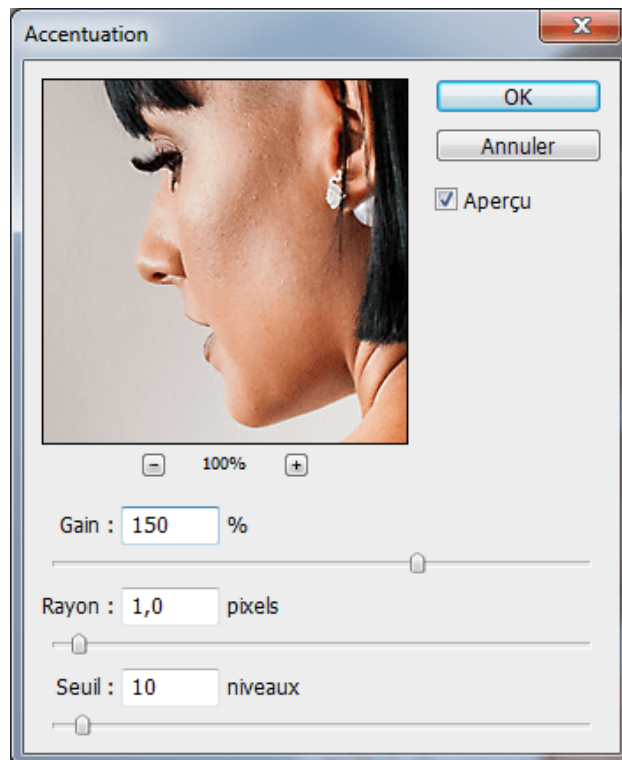 Accentuation
OK
Annuler
Aperçu
100%
Gain : 150 %
Rayon : 1,0 pixels
Seuil : 10 niveaux